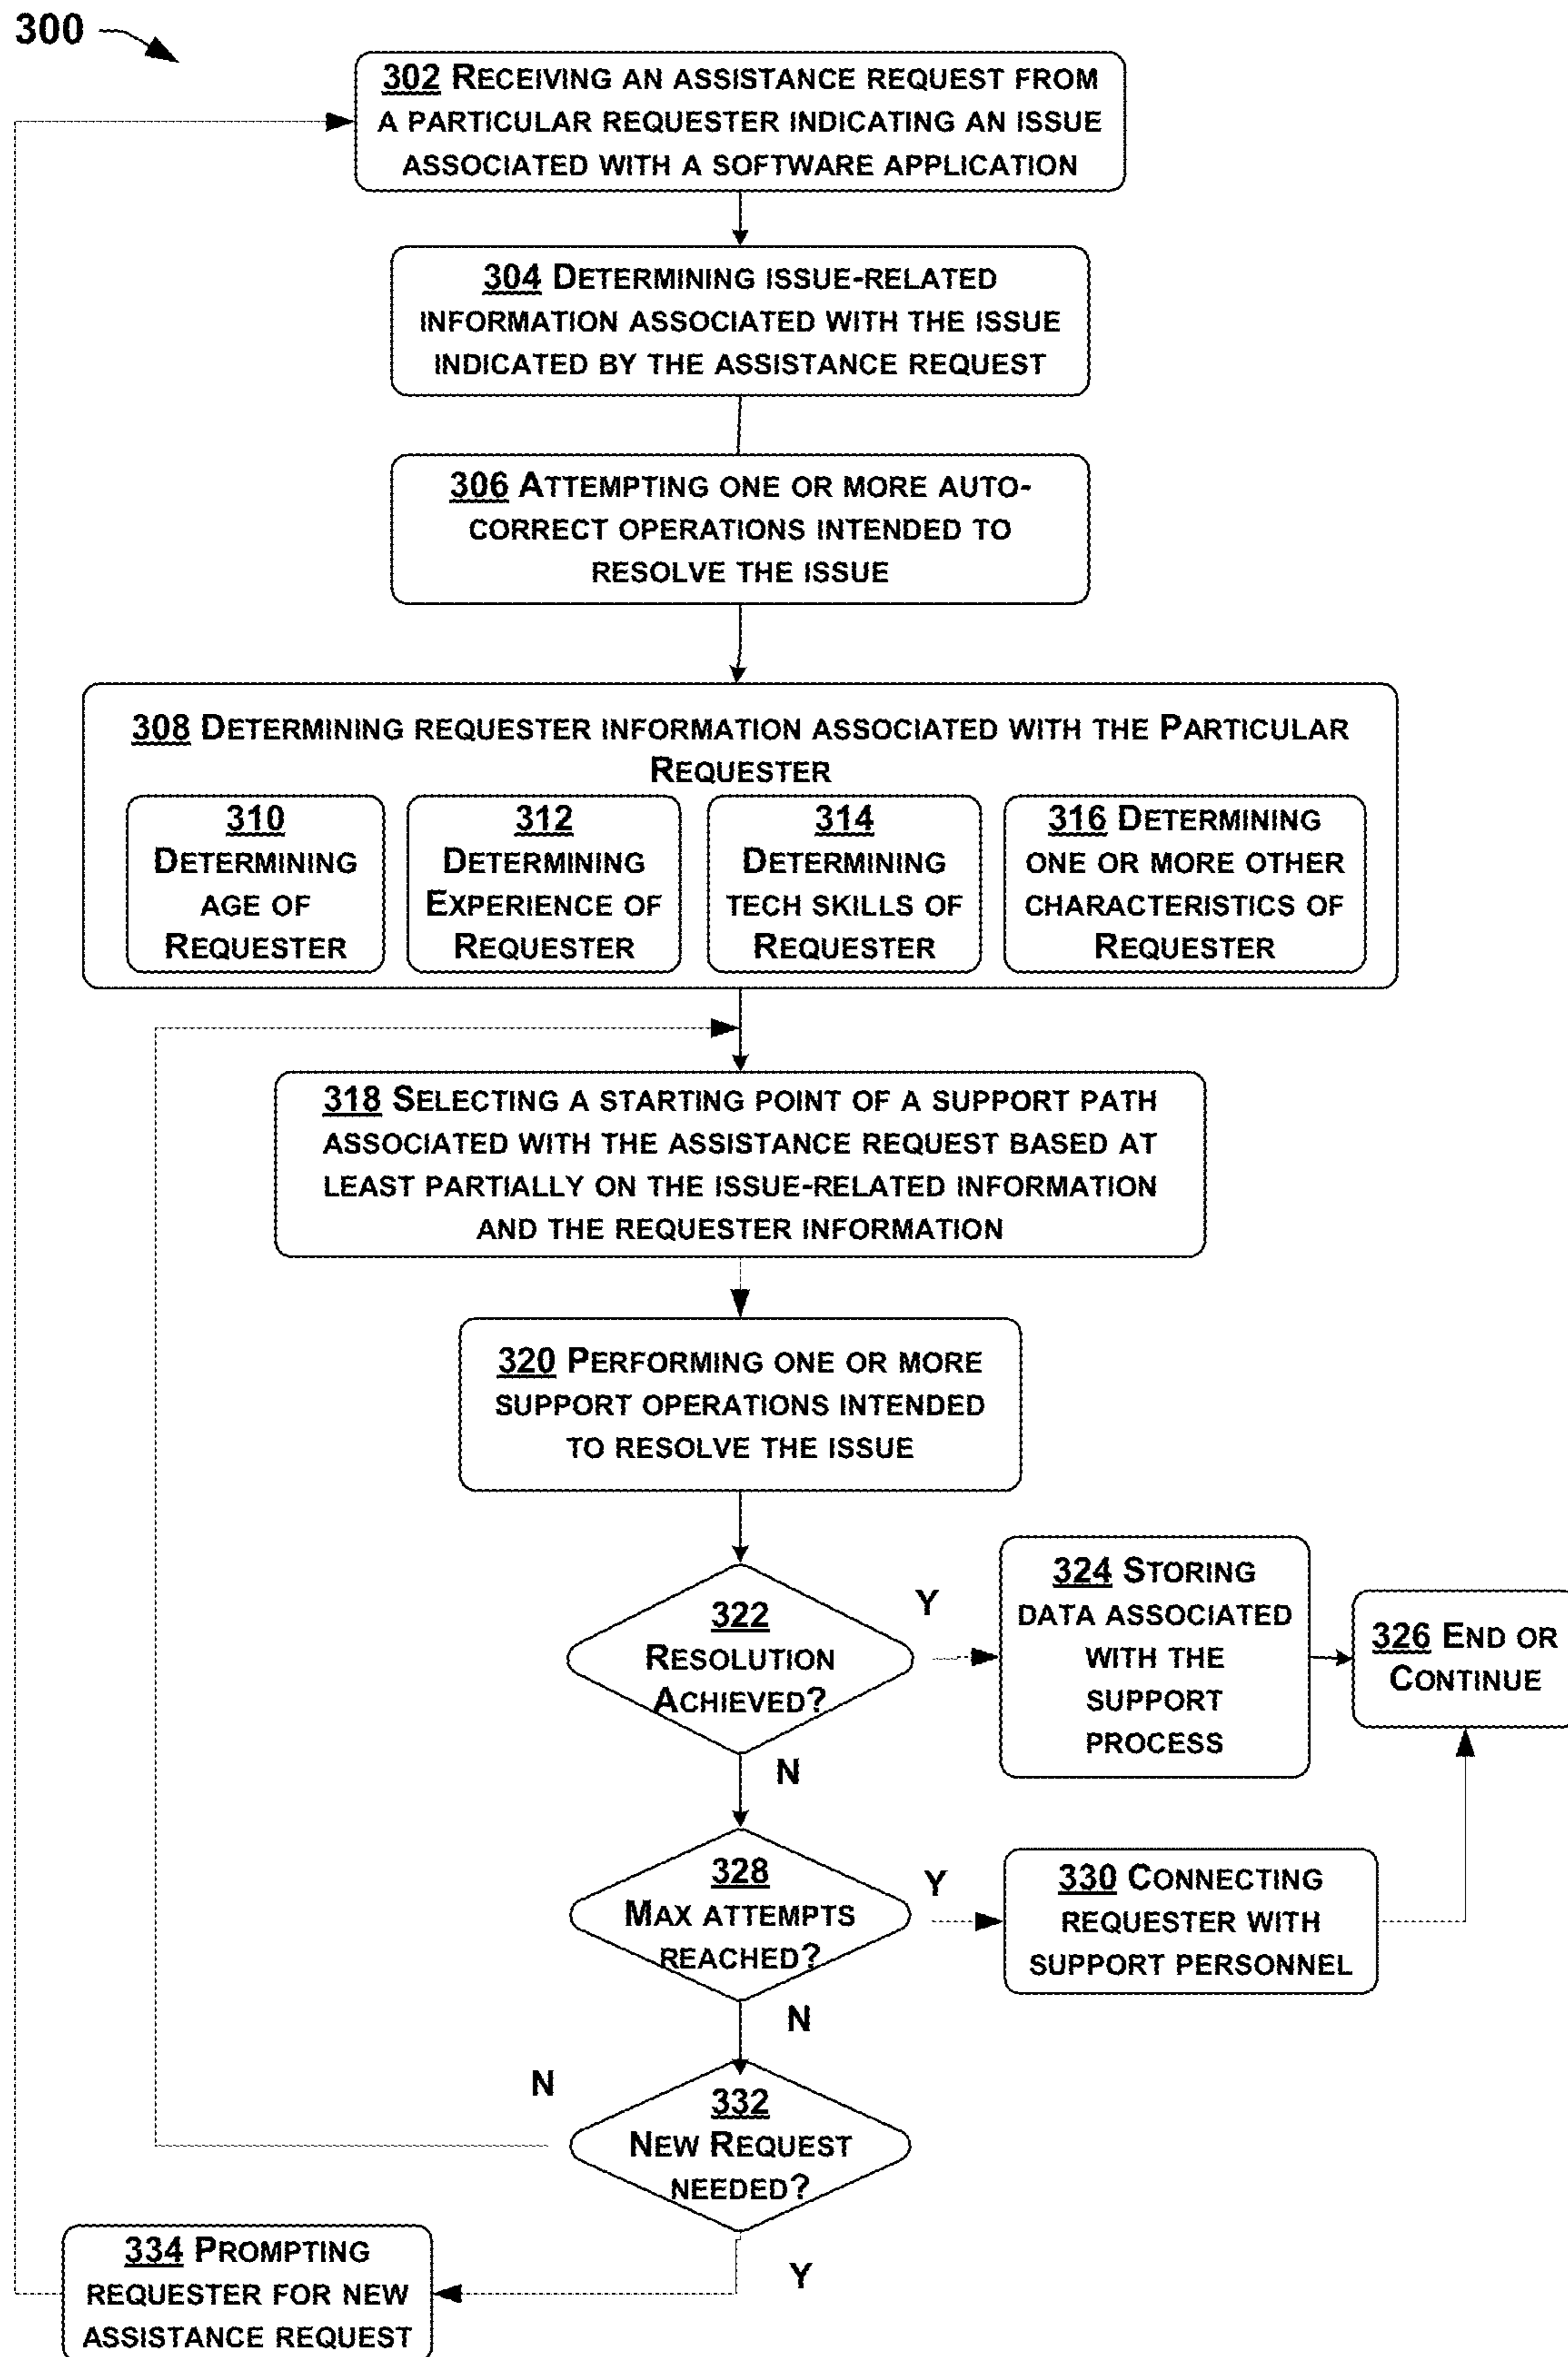 300
302 Receiving an assistance request from
a particular requester indicating an issue
associated with a software application
304 Determining issue-related
information associated with the issue
indicated by the assistance request
306 Attempting one or more auto-
correct operations intended to
resolve the issue
308 Determining requester information associated with the Particular
Requester
310
Determining
age of
Requester
312
Determining
Experience of
Requester
314
Determining
tech skills of
Requester
316 Determining
one or more other
characteristics of
Requester
318 Selecting a starting point of a support path
associated with the assistance request based at
least partially on the issue-related information
and the requester information
320 Performing one or more
support operations intended
to resolve the issue
322
Resolution
Achieved?
Y
324 Storing
data associated
with the
support
process
326 End or
Continue
N
328
Max attempts
reached?
Y
330 Connecting
requester with
support personnel
N
332
New Request
needed?
N
Y
334 Prompting
requester for new
assistance request